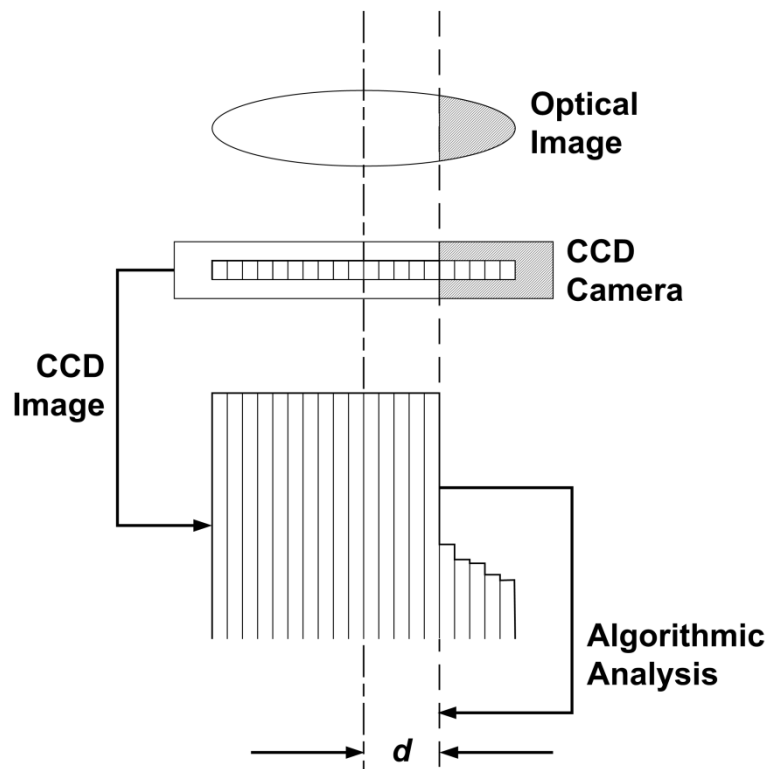 Optical
Image
CCD
Camera
CCD
Image
Algorithmic
Analysis
d